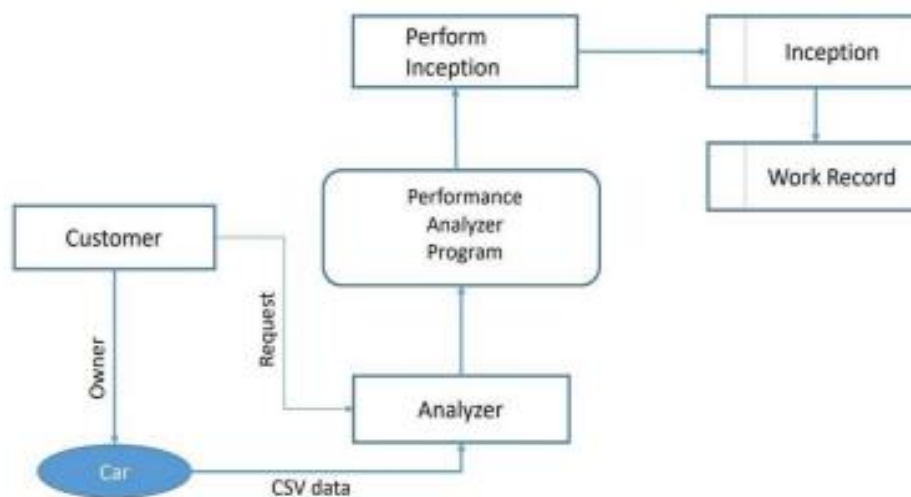 Perform
Inception
Inception
Work Record
Performance
Analyzer
Program
Customer
Owner
Request
Analyzer
Car
CSV data